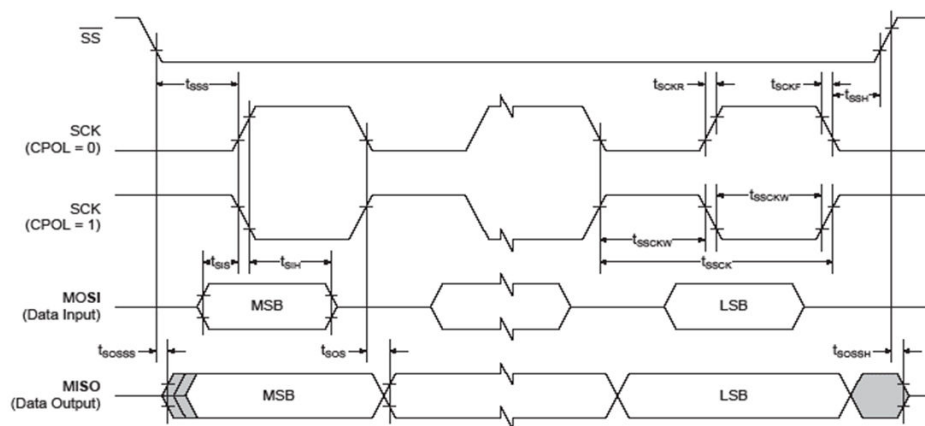 SS
tSSS
tSCKR
tSCKF
tSSH
SCK
(CPOL = 0)
SCK
(CPOL = 1)
tSSCKW
tSSCKW
tSSCK
tSIS
tSIH
MOSI
(Data Input)
MSB
LSB
tSOSSS
tSOS
tSOSSH
MISO
(Data Output)
MSB
LSB